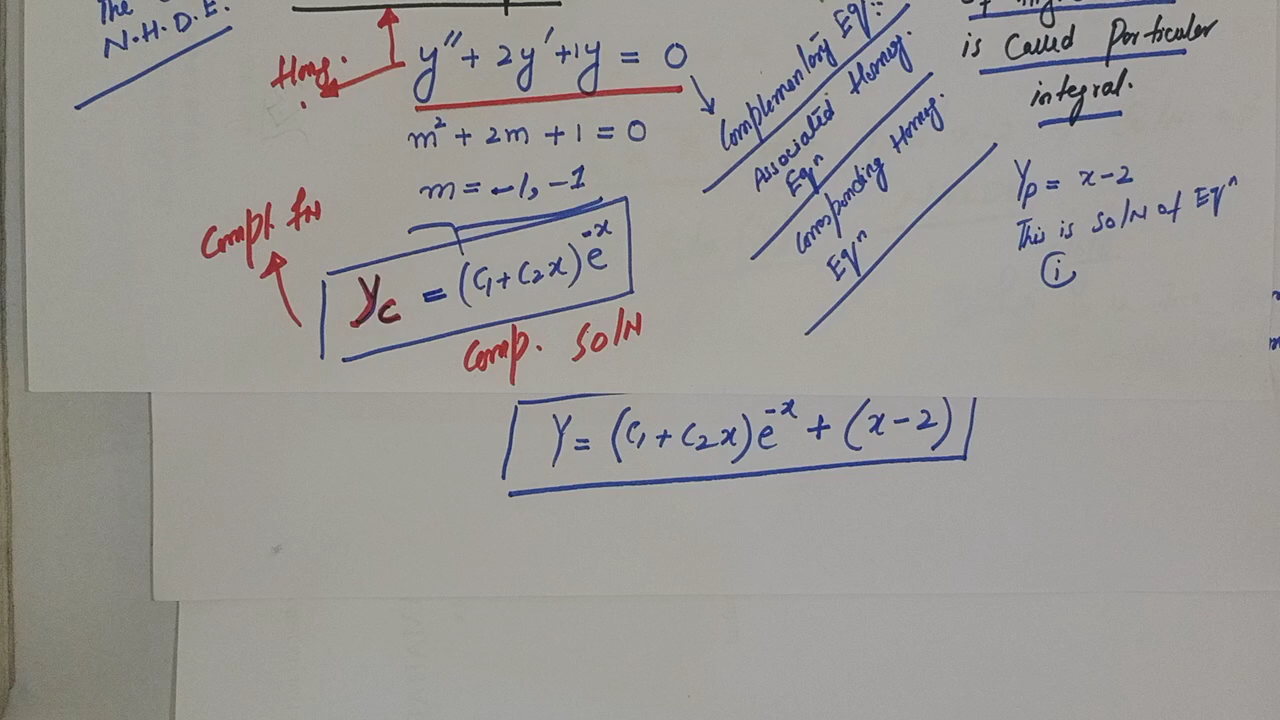 The
N.H.D.E.
Homg.
y'' + 2y' + 1y = 0
m² + 2m + 1 = 0
m = -1, -1
Compl. fN
Yc = (C₁ + C₂x) e⁻ˣ
Comp. SolN
Complementary Eqⁿ:
Associated Homog.
Eqⁿ
Corresponding Homog.
Eqⁿ
is Called Particular
integral.
Yp = x-2
This is SolN of Eqⁿ
i
Y = (C₁ + C₂x) e⁻ˣ + (x-2)